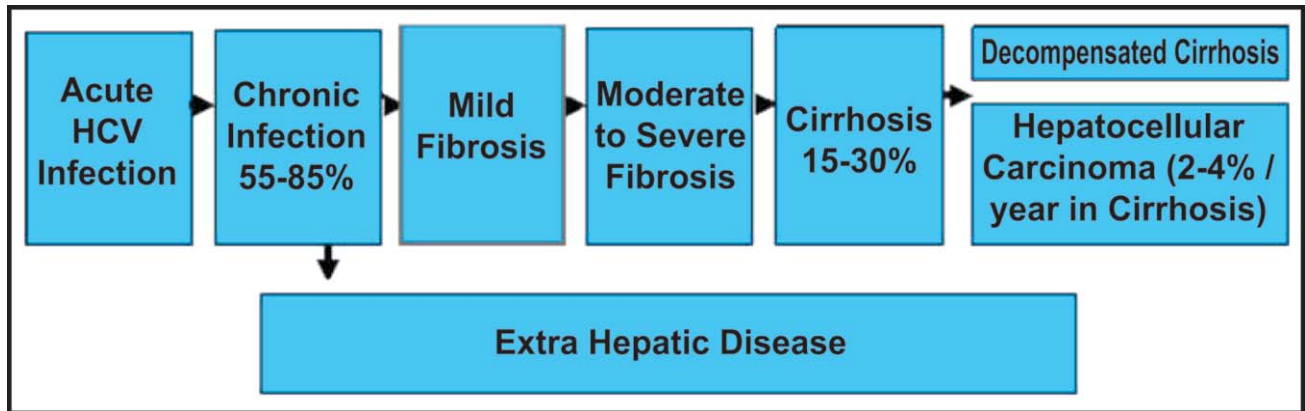 Acute
HCV
Infection
Chronic
Infection
55-85%
Mild
Fibrosis
Moderate
to Severe
Fibrosis
Cirrhosis
15-30%
Decompensated Cirrhosis
Hepatocellular
Carcinoma (2-4% /
year in Cirrhosis)
Extra Hepatic Disease